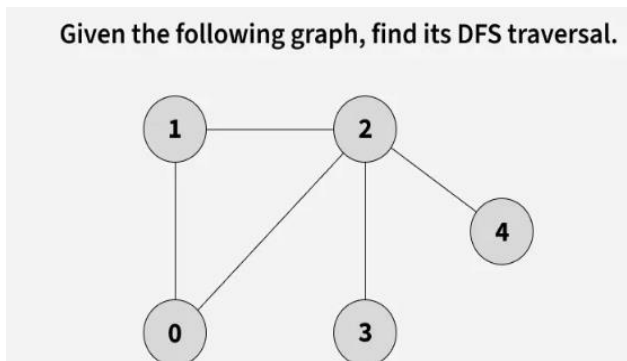 Given the following graph, find its DFS traversal.
1 2
4
0 3